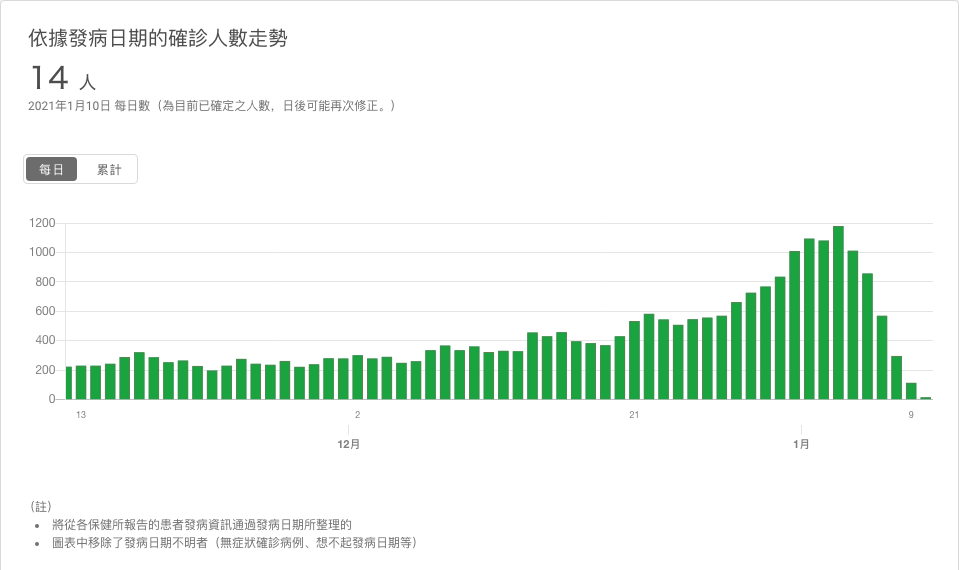 依據發病日期的確診人數走勢
14 人
2021年1月10日 每日數（為目前已確定之人數，日後可能再次修正。）
每日 累計
1200
1000
800
600
400
200
0
13 2 21 9
12月 1月
（註）
• 將從各保健所報告的患者發病資訊通過發病日期所整理的
• 圖表中移除了發病日期不明者（無症狀確診病例、想不起發病日期等）